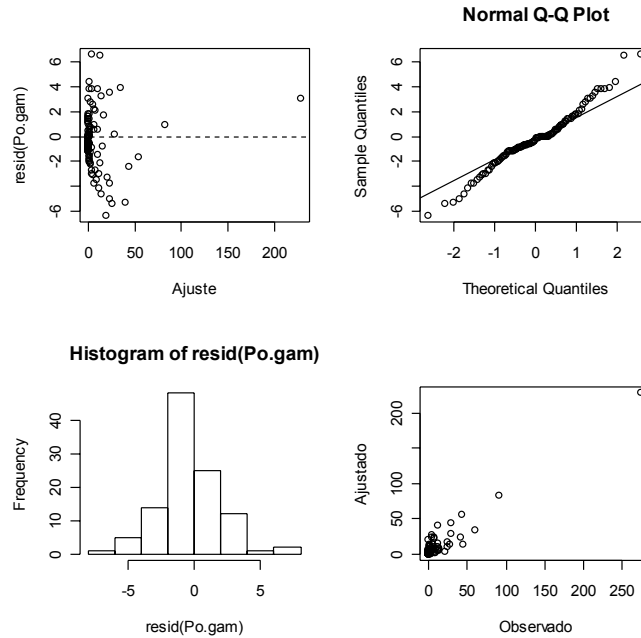 Normal Q-Q Plot
resid(Po.gam)
6
4
2
0
-2
-6
0 50 100 150 200
Ajuste
Sample Quantiles
6
4
2
0
-2
-6
-2 -1 0 1 2
Theoretical Quantiles
Histogram of resid(Po.gam)
Frequency
40
30
20
10
0
-5 0 5
resid(Po.gam)
Ajustado
200
150
100
50
0
0 50 100 150 200 250
Observado